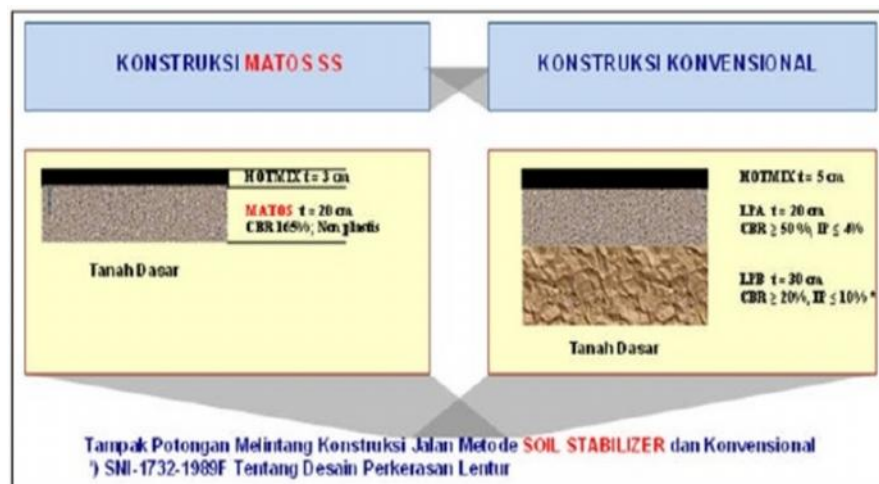 KONSTRUKSI MATOS SS
KONSTRUKSI KONVENSIONAL
HOTMIX t = 3 cm
MATOS t = 20 cm
CBR 165%; Non plastis
Tanah Dasar
HOTMIX t = 5 cm
LPA t = 20 cm
CBR ≥ 50 %, IP ≤ 4%
LPB t = 30 cm
CBR ≥ 20%, IP ≤ 10% *
Tanah Dasar
Tampak Potongan Melintang Konstruksi Jalan Metode SOIL STABILIZER dan Konvensional
*) SNI-1732-1989F Tentang Desain Perkerasan Lentur